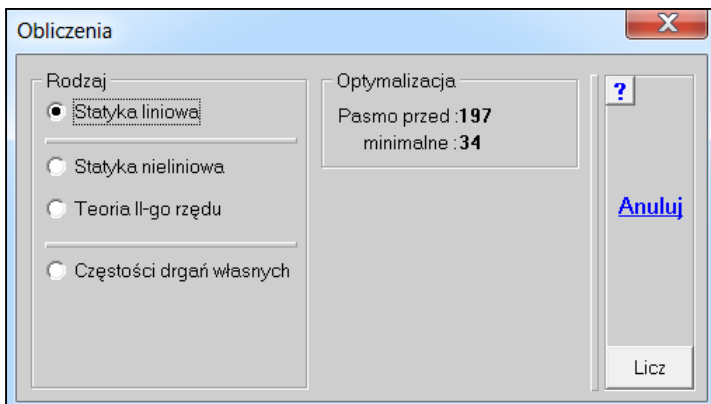 Obliczenia
Rodzaj
Statyka liniowa
Statyka nieliniowa
Teoria II-go rzędu
Częstości drgań własnych
Optymalizacja
Pasmo przed :197
minimalne :34
?
Anuluj
Licz